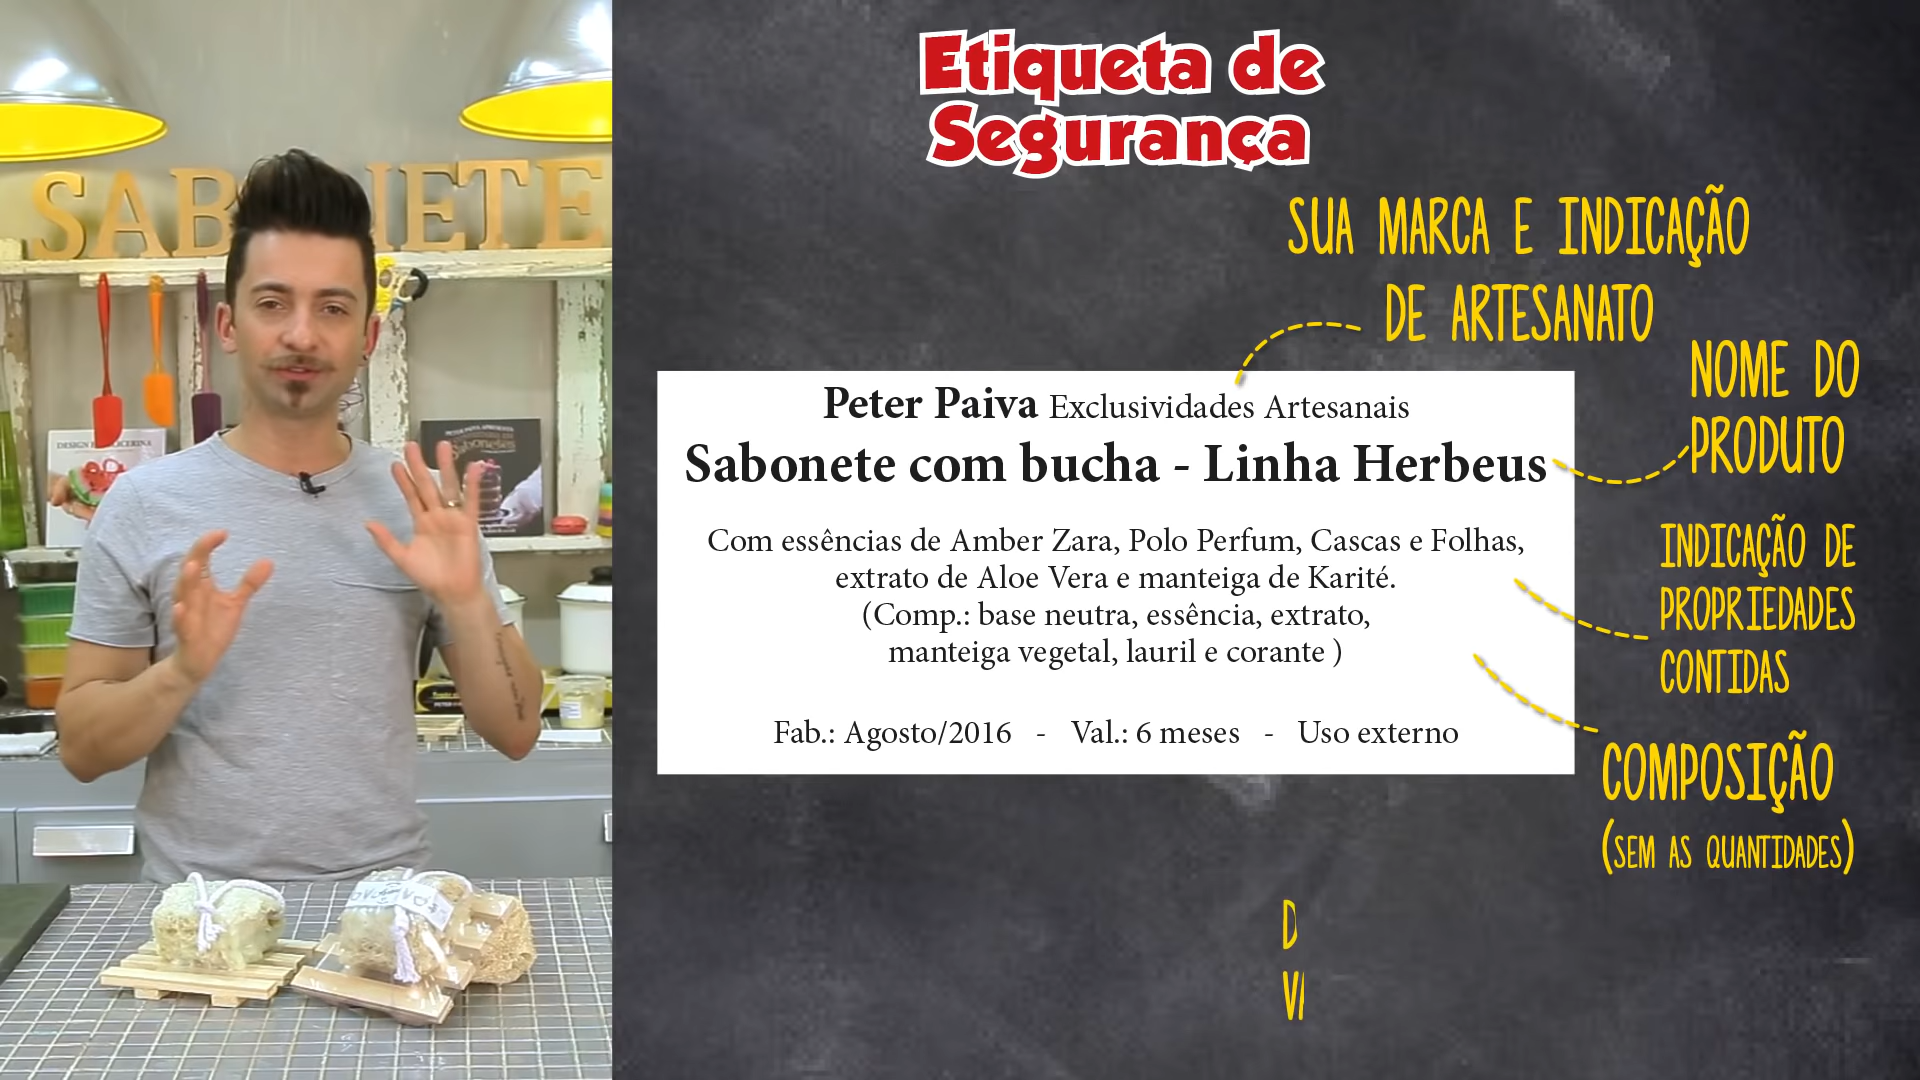 Etiqueta de
Segurança
SABONETE
SUA MARCA E INDICAÇÃO
DE ARTESANATO
NOME DO
PRODUTO
Peter Paiva Exclusividades Artesanais
Sabonete com bucha - Linha Herbeus
Com essências de Amber Zara, Polo Perfum, Cascas e Folhas,
extrato de Aloe Vera e manteiga de Karité.
(Comp.: base neutra, essência, extrato,
manteiga vegetal, lauril e corante )
Fab.: Agosto/2016 - Val.: 6 meses - Uso externo
INDICAÇÃO DE
PROPRIEDADES
CONTIDAS
COMPOSIÇÃO
(SEM AS QUANTIDADES)
D
V